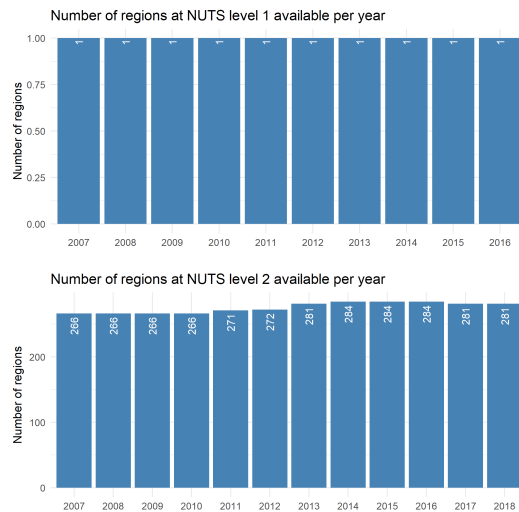 Number of regions at NUTS level 1 available per year
Number of regions
1.00
0.75
0.50
0.25
0.00
1 1 1 1 1 1 1 1 1 1
2007 2008 2009 2010 2011 2012 2013 2014 2015 2016
Number of regions at NUTS level 2 available per year
Number of regions
200
100
0
266 266 266 266 271 272 281 284 284 284 281 281
2007 2008 2009 2010 2011 2012 2013 2014 2015 2016 2017 2018